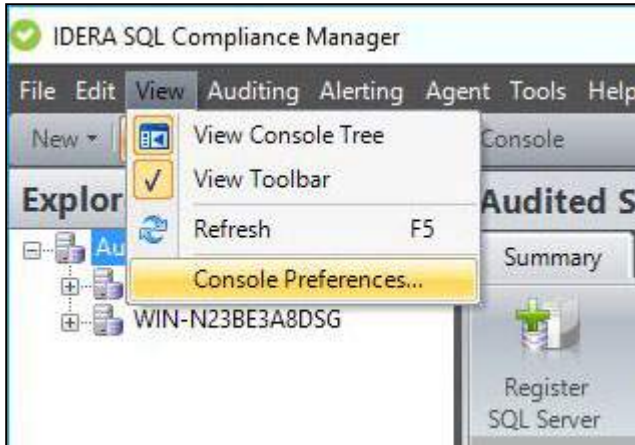 IDERA SQL Compliance Manager
File Edit View Auditing Alerting Agent Tools Help
New Console
View Console Tree
View Toolbar
Refresh F5
Console Preferences...
Explor
Au
WIN-N23BE3A8DSG
Audited S
Summary
Register
SQL Server